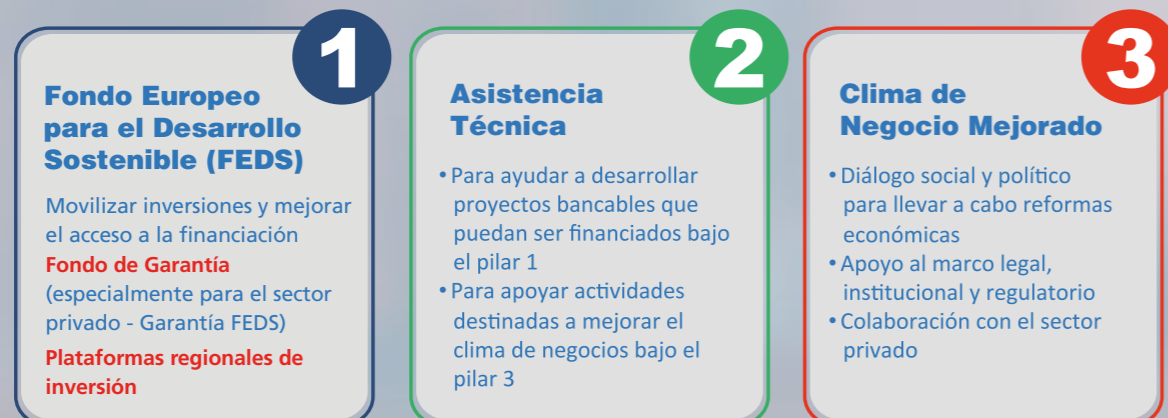 1
Fondo Europeo
para el Desarrollo
Sostenible (FEDS)
Movilizar inversiones y mejorar
el acceso a la financiación
Fondo de Garantía
(especialmente para el sector
privado - Garantía FEDS)
Plataformas regionales de
inversión
2
Asistencia
Técnica
• Para ayudar a desarrollar
proyectos bancables que
puedan ser financiados bajo
el pilar 1
• Para apoyar actividades
destinadas a mejorar el
clima de negocios bajo el
pilar 3
3
Clima de
Negocio Mejorado
• Diálogo social y político
para llevar a cabo reformas
económicas
• Apoyo al marco legal,
institucional y regulatorio
• Colaboración con el sector
privado